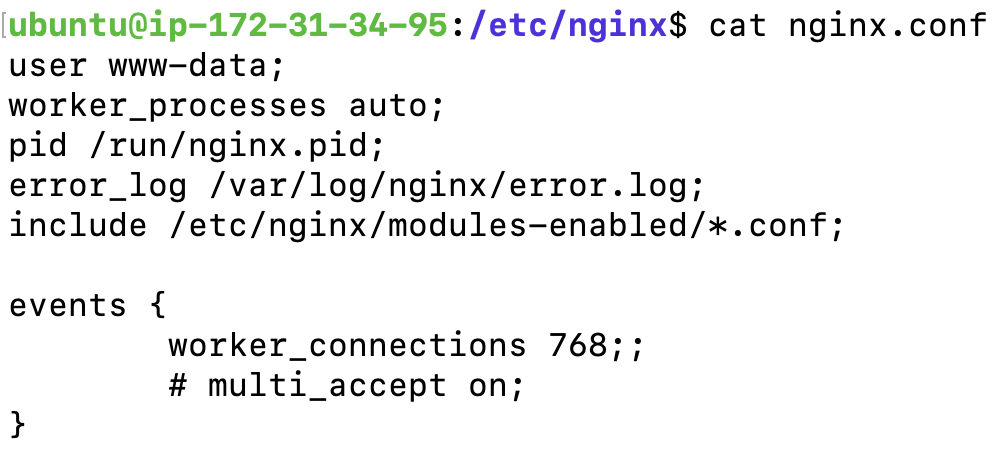 [ubuntu@ip-172-31-34-95:/etc/nginx$ cat nginx.conf
user www-data;
worker_processes auto;
pid /run/nginx.pid;
error_log /var/log/nginx/error.log;
include /etc/nginx/modules-enabled/*.conf;

events {
        worker_connections 768;;
        # multi_accept on;
}